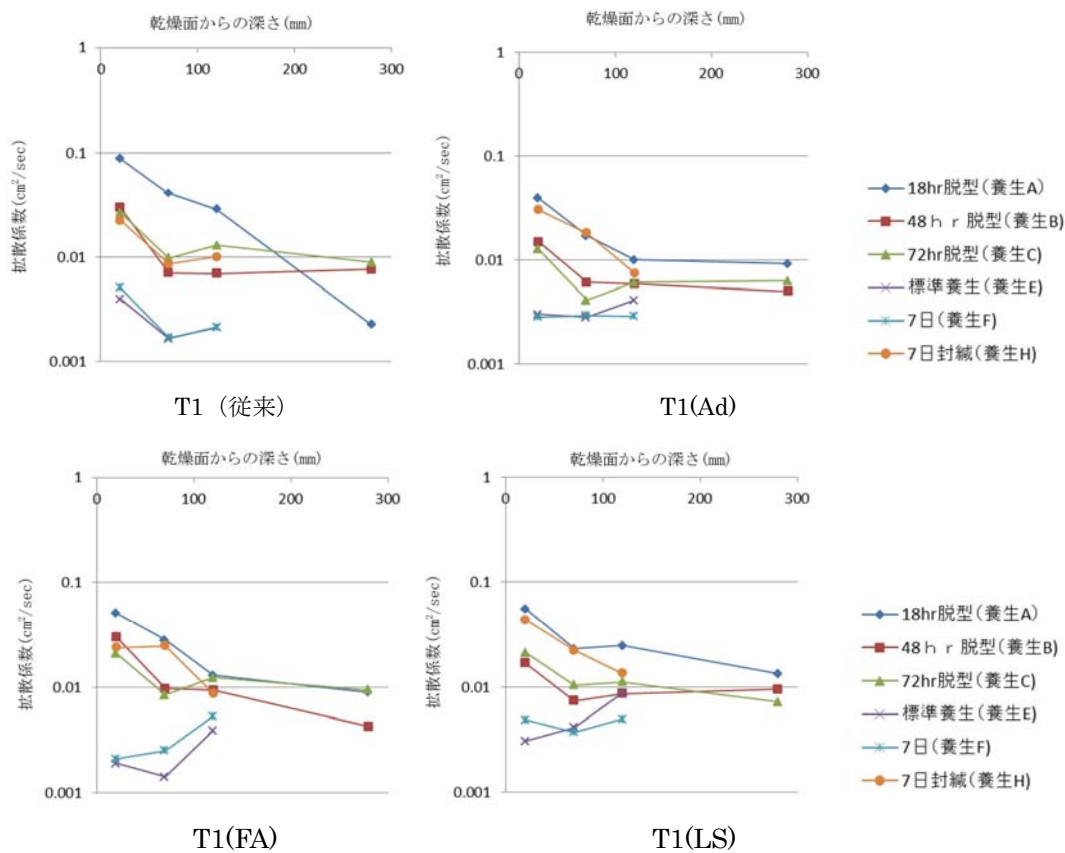 乾燥面からの深さ(mm)
1
0 100 200 300
0.1
0.01
0.001
拡散係数(cm²/sec)
T1（従来）
乾燥面からの深さ(mm)
1
0 100 200 300
0.1
0.01
0.001
拡散係数(cm²/sec)
T1(Ad)
18hr脱型(養生A)
48ｈｒ脱型(養生B)
72hr脱型(養生C)
標準養生(養生E)
7日(養生F)
7日封緘(養生H)
乾燥面からの深さ(mm)
1
0 100 200 300
0.1
0.01
0.001
拡散係数(cm²/sec)
T1(FA)
乾燥面からの深さ(mm)
1
0 100 200 300
0.1
0.01
0.001
拡散係数(cm²/sec)
T1(LS)
18hr脱型(養生A)
48ｈｒ脱型(養生B)
72hr脱型(養生C)
標準養生(養生E)
7日(養生F)
7日封緘(養生H)